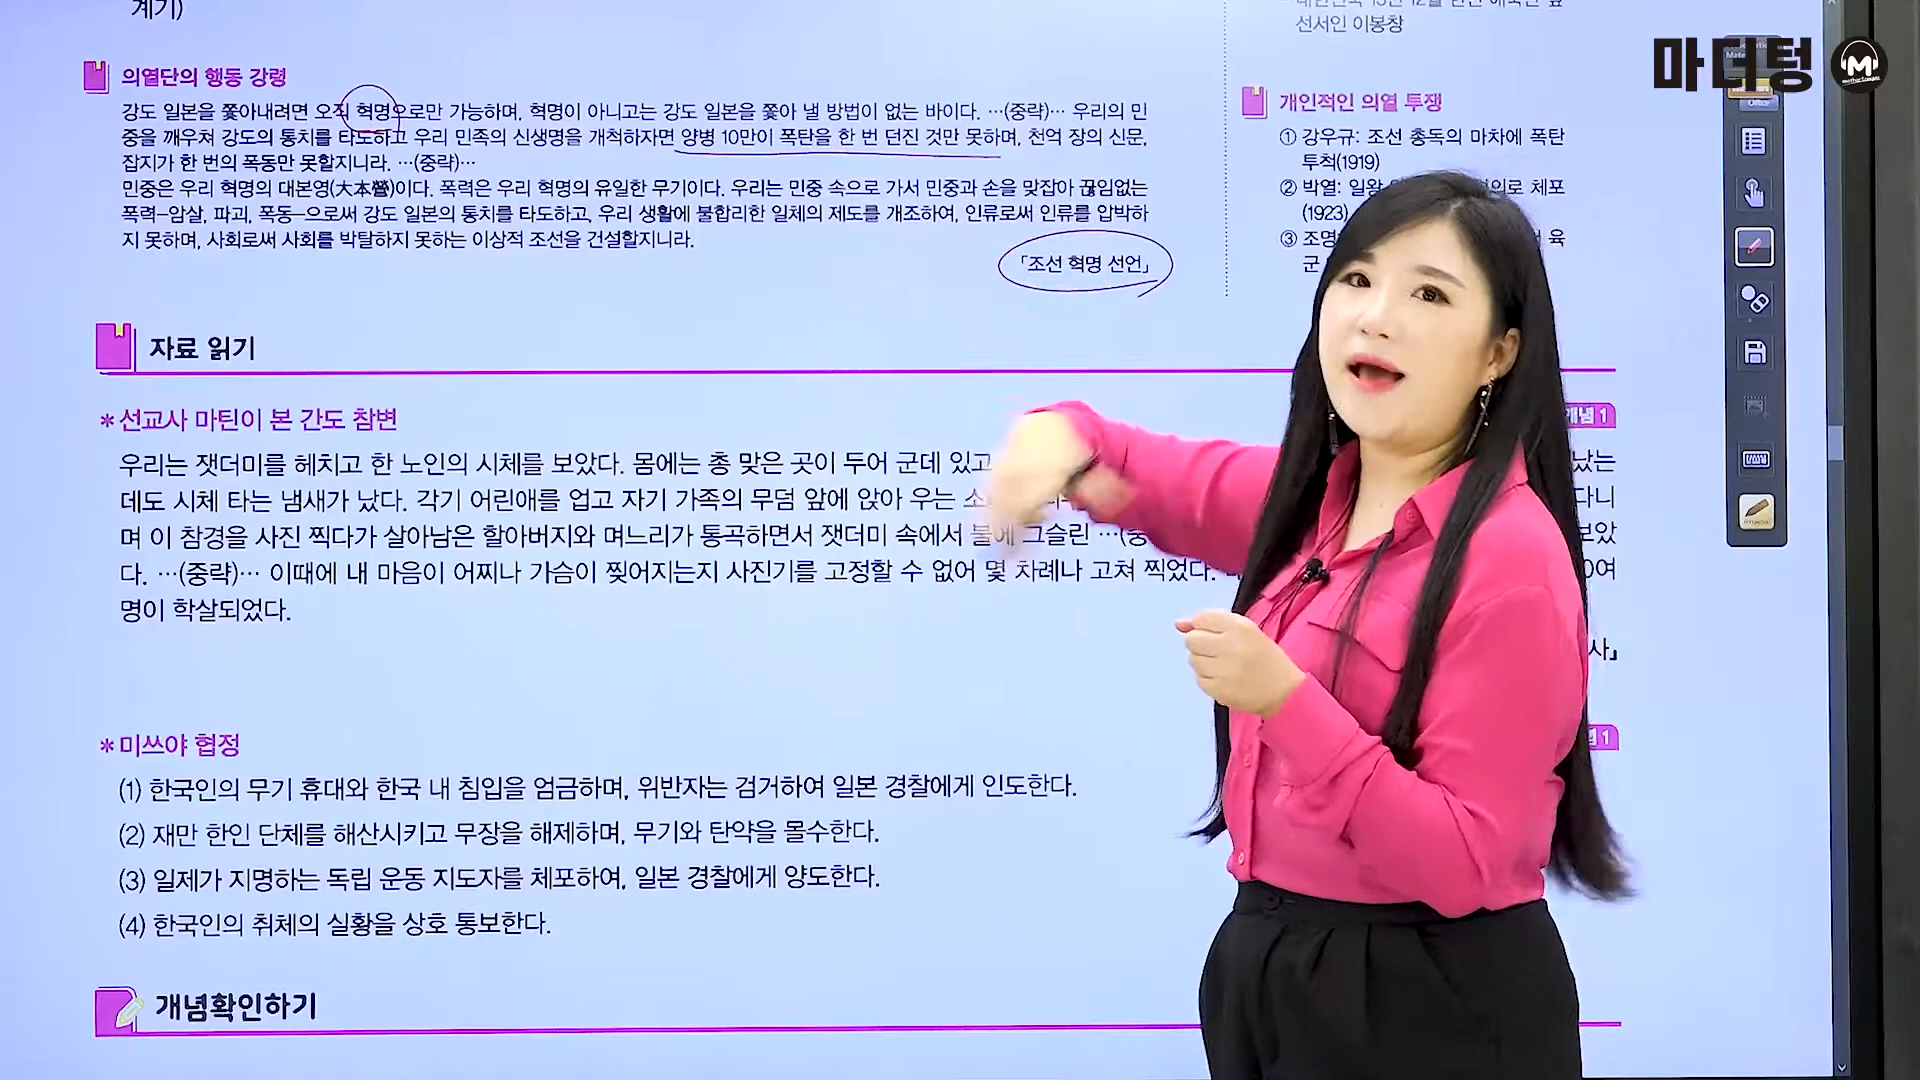 계기)
의열단의 행동 강령
강도 일본을 쫓아내려면 오직 혁명으로만 가능하며, 혁명이 아니고는 강도 일본을 쫓아 낼 방법이 없는 바이다. …(중략)… 우리의 민
중을 깨우쳐 강도의 통치를 타도하고 우리 민족의 신생명을 개척하자면 양병 10만이 폭탄을 한 번 던진 것만 못하며, 천억 장의 신문,
잡지가 한 번의 폭동만 못할지니라. …(중략)…
민중은 우리 혁명의 대본영(大本營)이다. 폭력은 우리 혁명의 유일한 무기이다. 우리는 민중 속으로 가서 민중과 손을 맞잡아 끊임없는
폭력–암살, 파괴, 폭동–으로써 강도 일본의 통치를 타도하고, 우리 생활에 불합리한 일체의 제도를 개조하여, 인류로써 인류를 압박하
지 못하며, 사회로써 사회를 박탈하지 못하는 이상적 조선을 건설할지니라.
「조선 혁명 선언」
선서인 이봉창
개인적인 의열 투쟁
① 강우규: 조선 총독의 마차에 폭탄
투척(1919)
② 박열: 일왕 의로 체포
(1923)
③ 조명 육
군
마더텅
M
자료 읽기
*선교사 마틴이 본 간도 참변
개념 1
우리는 잿더미를 헤치고 한 노인의 시체를 보았다. 몸에는 총 맞은 곳이 두어 군데 있고 났는
데도 시체 타는 냄새가 났다. 각기 어린애를 업고 자기 가족의 무덤 앞에 앉아 우는 다니
며 이 참경을 사진 찍다가 살아남은 할아버지와 며느리가 통곡하면서 잿더미 속에서 불에 그슬린 …(중 보았
다. …(중략)… 이때에 내 마음이 어찌나 가슴이 찢어지는지 사진기를 고정할 수 없어 몇 차례나 고쳐 찍었다. 여
명이 학살되었다.
사」
*미쓰야 협정
1
(1) 한국인의 무기 휴대와 한국 내 침입을 엄금하며, 위반자는 검거하여 일본 경찰에게 인도한다.
(2) 재만 한인 단체를 해산시키고 무장을 해제하며, 무기와 탄약을 몰수한다.
(3) 일제가 지명하는 독립 운동 지도자를 체포하여, 일본 경찰에게 양도한다.
(4) 한국인의 취체의 실황을 상호 통보한다.
개념확인하기